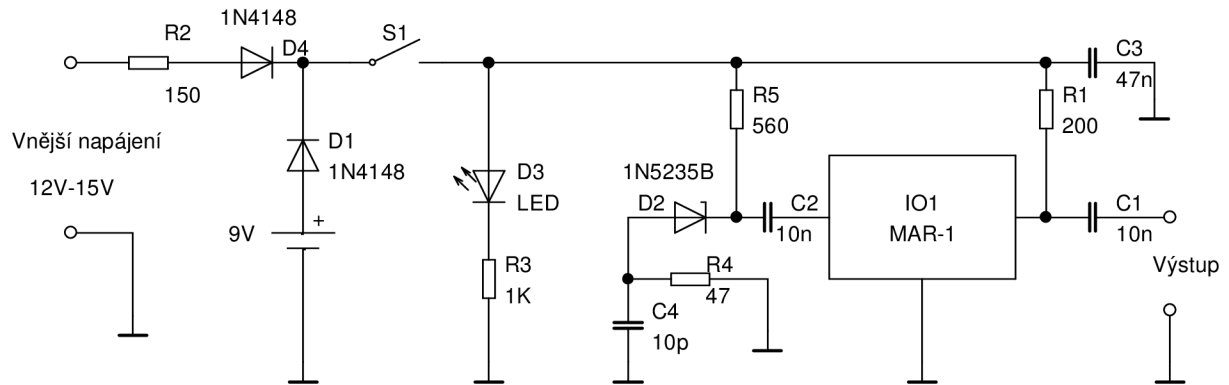 1N4148
R2
D4
S1
150
C3
47n
R5
560
R1
200
Vnější napájení
12V-15V
D1
1N4148
+
9V
D3
LED
R3
1K
1N5235B
D2
C2
10n
IO1
MAR-1
C1
10n
Výstup
R4
47
C4
10p